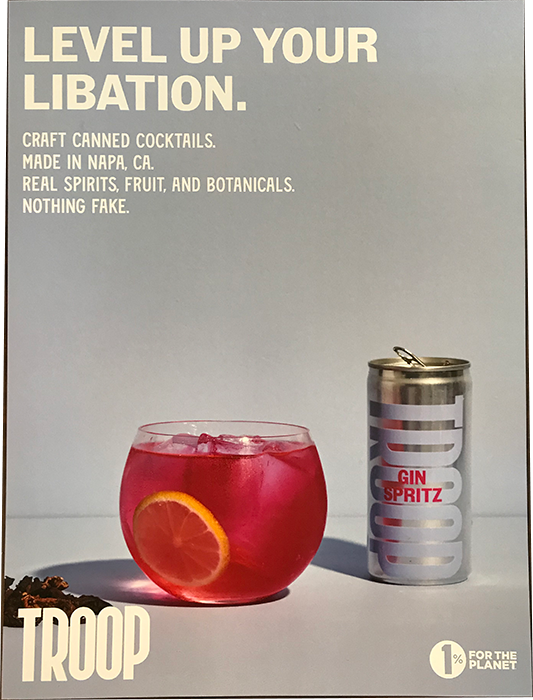 LEVEL UP YOUR
LIBATION.
CRAFT CANNED COCKTAILS.
MADE IN NAPA, CA.
REAL SPIRITS, FRUIT, AND BOTANICALS.
NOTHING FAKE.
TROOP
GIN
SPRITZ
TROOP
1%
FOR THE
PLANET